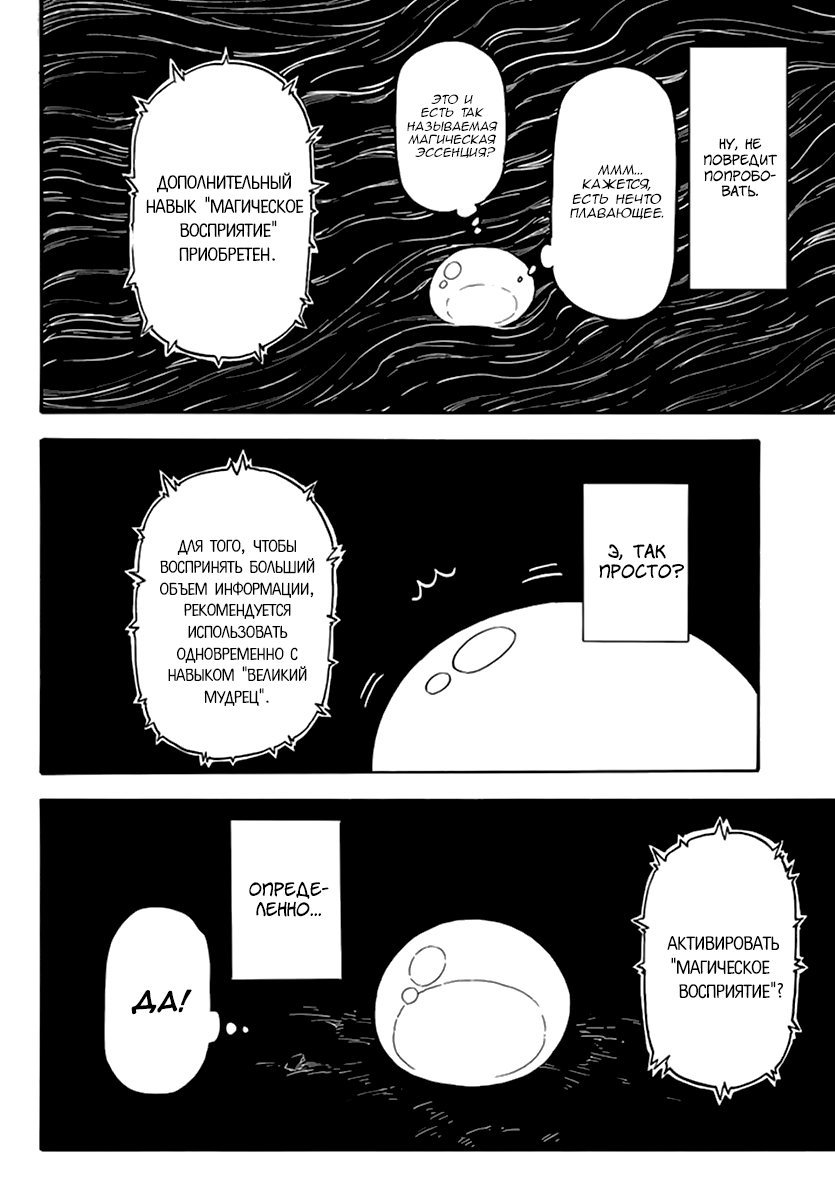 НУ, НЕ
ПОВРЕДИТ
ПОПРОБО-
ВАТЬ.
МММ...
КАЖЕТСЯ,
ЕСТЬ НЕЧТО
ПЛАВАЮЩЕЕ.
ЭТО И
ЕСТЬ ТАК
НАЗЫВАЕМАЯ
МАГИЧЕСКАЯ
ЭССЕНЦИЯ?
ДОПОЛНИТЕЛЬНЫЙ
НАВЫК "МАГИЧЕСКОЕ
ВОСПРИЯТИЕ"
ПРИОБРЕТЕН.
Э, ТАК
ПРОСТО?
ДЛЯ ТОГО, ЧТОБЫ
ВОСПРИНЯТЬ БОЛЬШИЙ
ОБЪЕМ ИНФОРМАЦИИ,
РЕКОМЕНДУЕТСЯ
ИСПОЛЬЗОВАТЬ
ОДНОВРЕМЕННО С
НАВЫКОМ "ВЕЛИКИЙ
МУДРЕЦ".
АКТИВИРОВАТЬ
"МАГИЧЕСКОЕ
ВОСПРИЯТИЕ"?
ОПРЕДЕ-
ЛЕННО...
ДА!